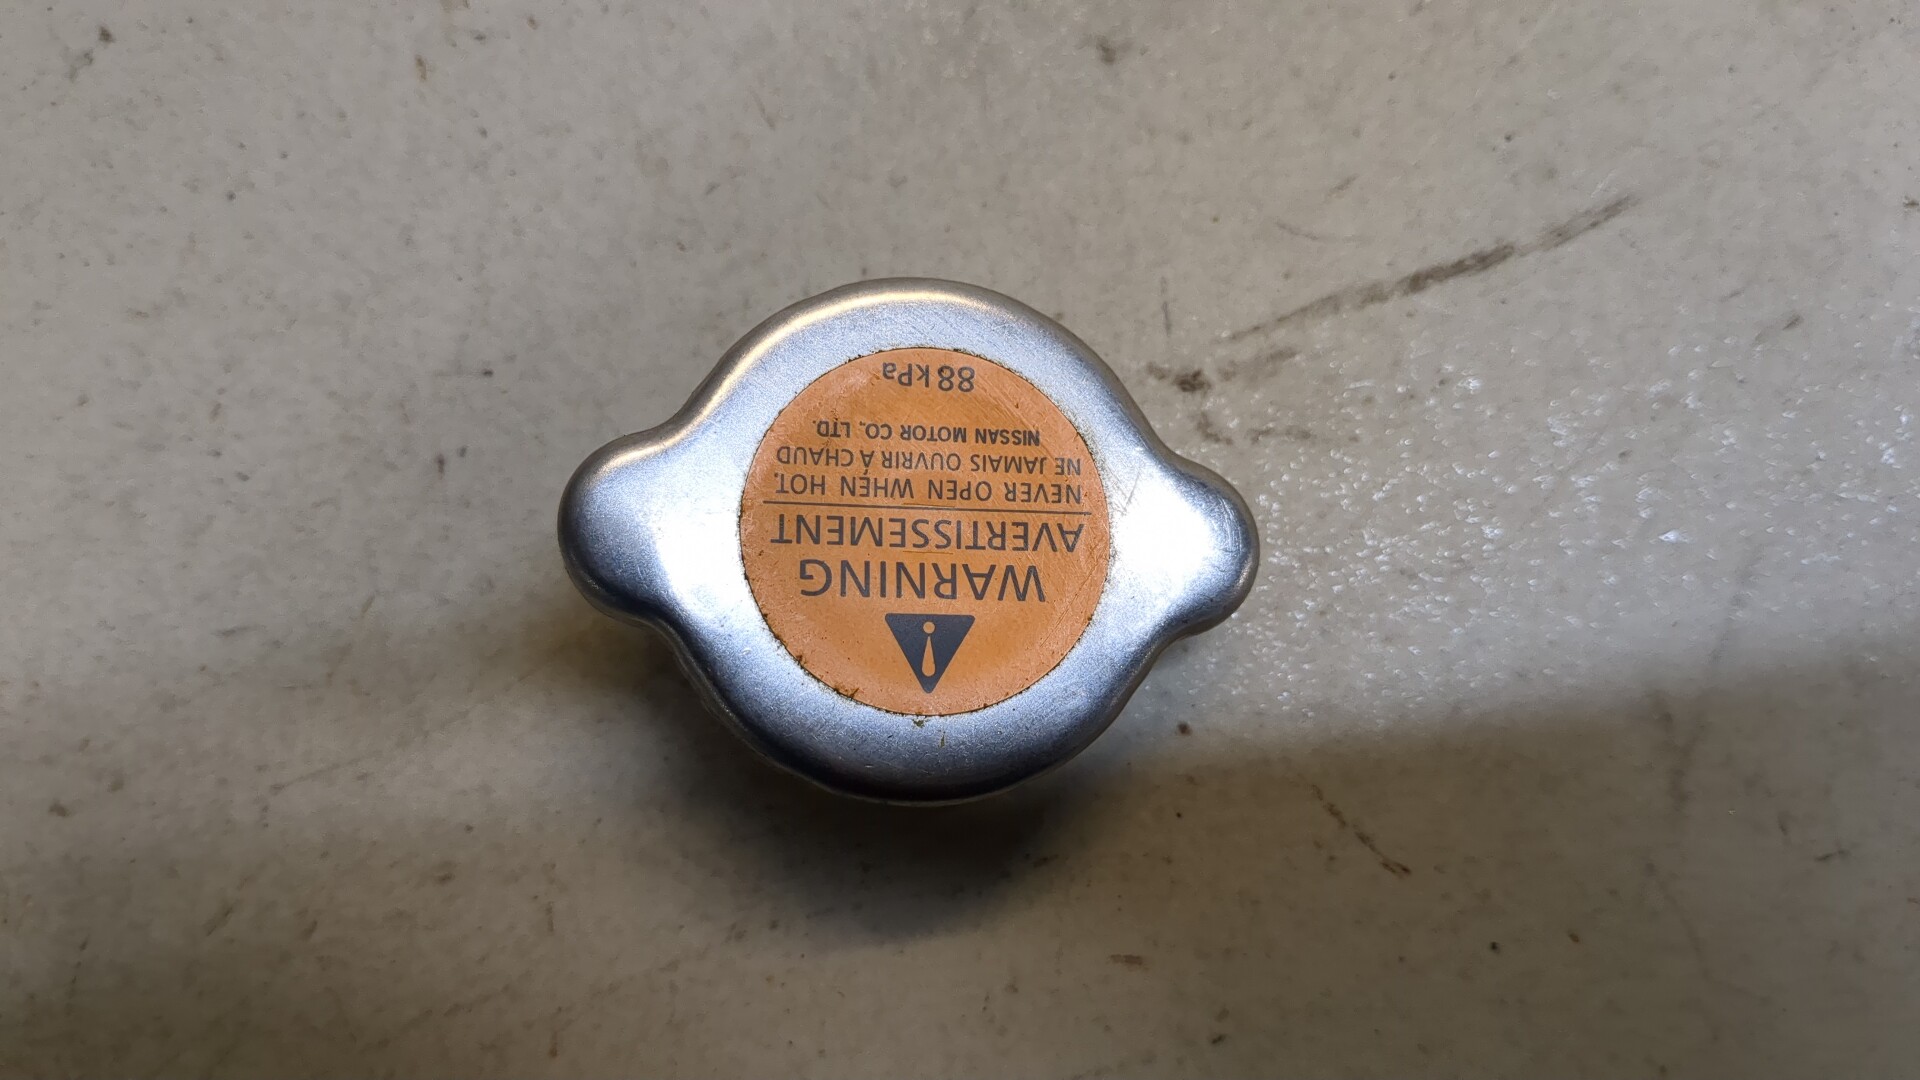 WARNING
AVERTISSEMENT
NEVER OPEN WHEN HOT.
NE JAMAIS OUVRIR À CHAUD
NISSAN MOTOR CO., LTD.
88 kPa